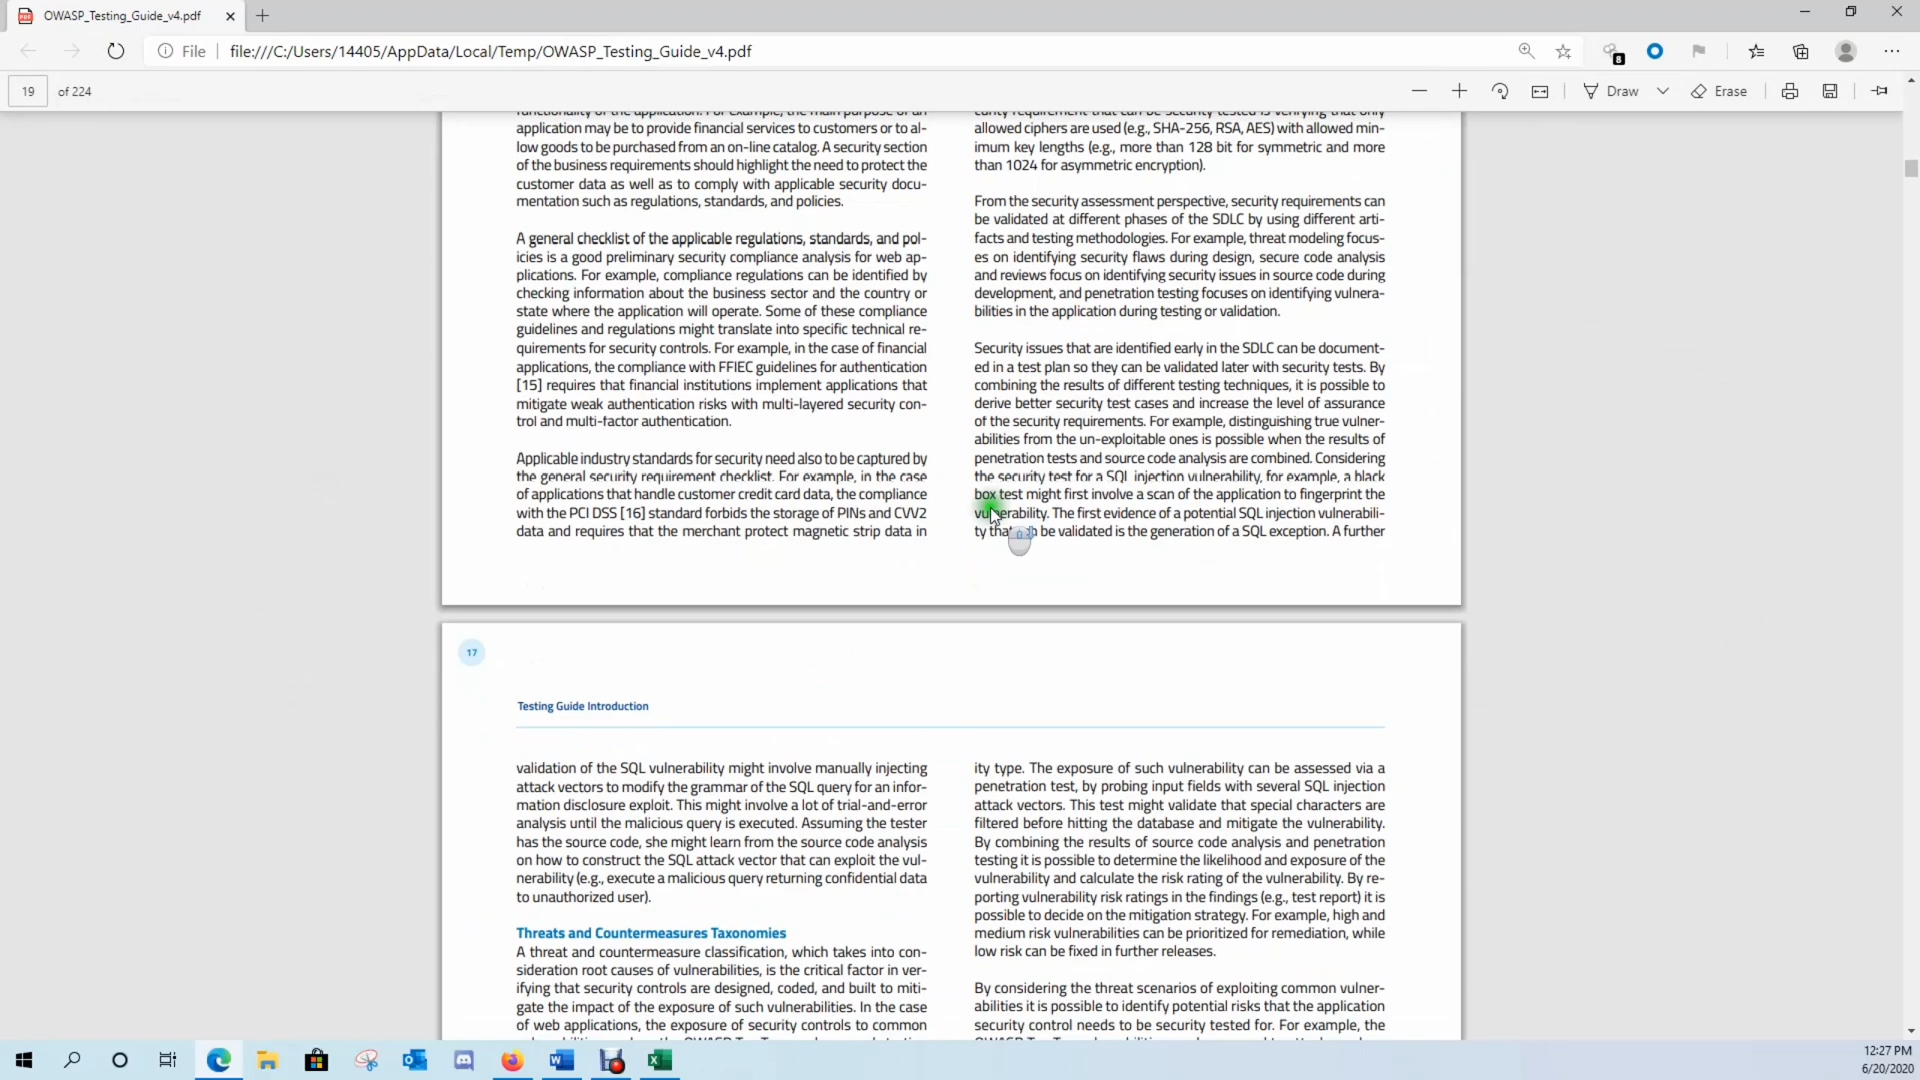 OWASP_Testing_Guide_v4.pdf
File
file:///C:/Users/14405/AppData/Local/Temp/OWASP_Testing_Guide_v4.pdf
8
19 of 224
Draw
Erase
functionality of the application. For example, the main purpose of an
application may be to provide financial services to customers or to al-
low goods to be purchased from an on-line catalog. A security section
of the business requirements should highlight the need to protect the
customer data as well as to comply with applicable security docu-
mentation such as regulations, standards, and policies.
A general checklist of the applicable regulations, standards, and pol-
icies is a good preliminary security compliance analysis for web ap-
plications. For example, compliance regulations can be identified by
checking information about the business sector and the country or
state where the application will operate. Some of these compliance
guidelines and regulations might translate into specific technical re-
quirements for security controls. For example, in the case of financial
applications, the compliance with FFIEC guidelines for authentication
[15] requires that financial institutions implement applications that
mitigate weak authentication risks with multi-layered security con-
trol and multi-factor authentication.
Applicable industry standards for security need also to be captured by
the general security requirement checklist. For example, in the case
of applications that handle customer credit card data, the compliance
with the PCI DSS [16] standard forbids the storage of PINs and CVV2
data and requires that the merchant protect magnetic strip data in
curity requirement that can be security tested is verifying that only
allowed ciphers are used (e.g., SHA-256, RSA, AES) with allowed min-
imum key lengths (e.g., more than 128 bit for symmetric and more
than 1024 for asymmetric encryption).
From the security assessment perspective, security requirements can
be validated at different phases of the SDLC by using different arti-
facts and testing methodologies. For example, threat modeling focus-
es on identifying security flaws during design, secure code analysis
and reviews focus on identifying security issues in source code during
development, and penetration testing focuses on identifying vulnera-
bilities in the application during testing or validation.
Security issues that are identified early in the SDLC can be document-
ed in a test plan so they can be validated later with security tests. By
combining the results of different testing techniques, it is possible to
derive better security test cases and increase the level of assurance
of the security requirements. For example, distinguishing true vulner-
abilities from the un-exploitable ones is possible when the results of
penetration tests and source code analysis are combined. Considering
the security test for a SQL injection vulnerability, for example, a black
box test might first involve a scan of the application to fingerprint the
vulnerability. The first evidence of a potential SQL injection vulnerabili-
ty that can be validated is the generation of a SQL exception. A further
17
Testing Guide Introduction
validation of the SQL vulnerability might involve manually injecting
attack vectors to modify the grammar of the SQL query for an infor-
mation disclosure exploit. This might involve a lot of trial-and-error
analysis until the malicious query is executed. Assuming the tester
has the source code, she might learn from the source code analysis
on how to construct the SQL attack vector that can exploit the vul-
nerability (e.g., execute a malicious query returning confidential data
to unauthorized user).
Threats and Countermeasures Taxonomies
A threat and countermeasure classification, which takes into con-
sideration root causes of vulnerabilities, is the critical factor in ver-
ifying that security controls are designed, coded, and built to miti-
gate the impact of the exposure of such vulnerabilities. In the case
of web applications, the exposure of security controls to common
ity type. The exposure of such vulnerability can be assessed via a
penetration test, by probing input fields with several SQL injection
attack vectors. This test might validate that special characters are
filtered before hitting the database and mitigate the vulnerability.
By combining the results of source code analysis and penetration
testing it is possible to determine the likelihood and exposure of the
vulnerability and calculate the risk rating of the vulnerability. By re-
porting vulnerability risk ratings in the findings (e.g., test report) it is
possible to decide on the mitigation strategy. For example, high and
medium risk vulnerabilities can be prioritized for remediation, while
low risk can be fixed in further releases.
By considering the threat scenarios of exploiting common vulner-
abilities it is possible to identify potential risks that the application
security control needs to be security tested for. For example, the
12:27 PM
6/20/2020